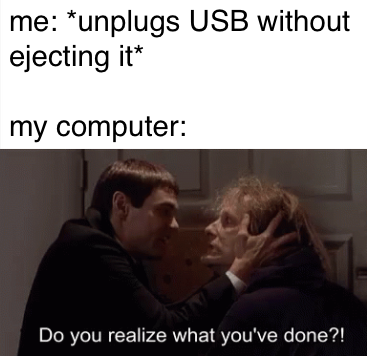 me: *unplugs USB without
ejecting it*
my computer:
Do you realize what you've done?!